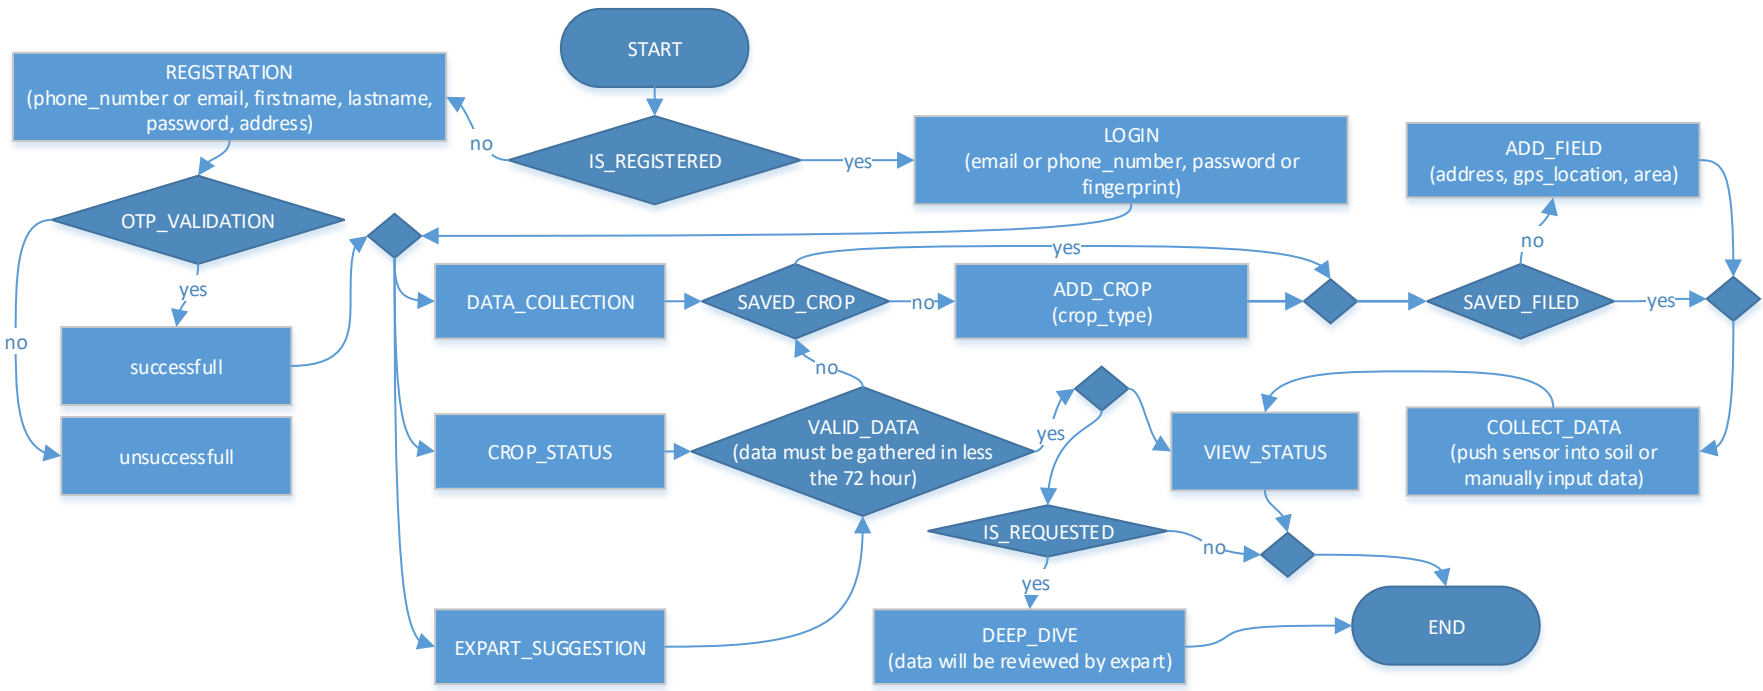 START
REGISTRATION
(phone_number or email, firstname, lastname,
password, address)
no
IS_REGISTERED
yes
LOGIN
(email or phone_number, password or
fingerprint)
ADD_FIELD
(address, gps_location, area)
OTP_VALIDATION
yes
no
successfull
unsuccessfull
DATA_COLLECTION
SAVED_CROP
yes
no
ADD_CROP
(crop_type)
no
SAVED_FILED
yes
no
CROP_STATUS
VALID_DATA
(data must be gathered in less
the 72 hour)
yes
VIEW_STATUS
COLLECT_DATA
(push sensor into soil or
manually input data)
IS_REQUESTED
no
yes
EXPART_SUGGESTION
DEEP_DIVE
(data will be reviewed by expart)
END